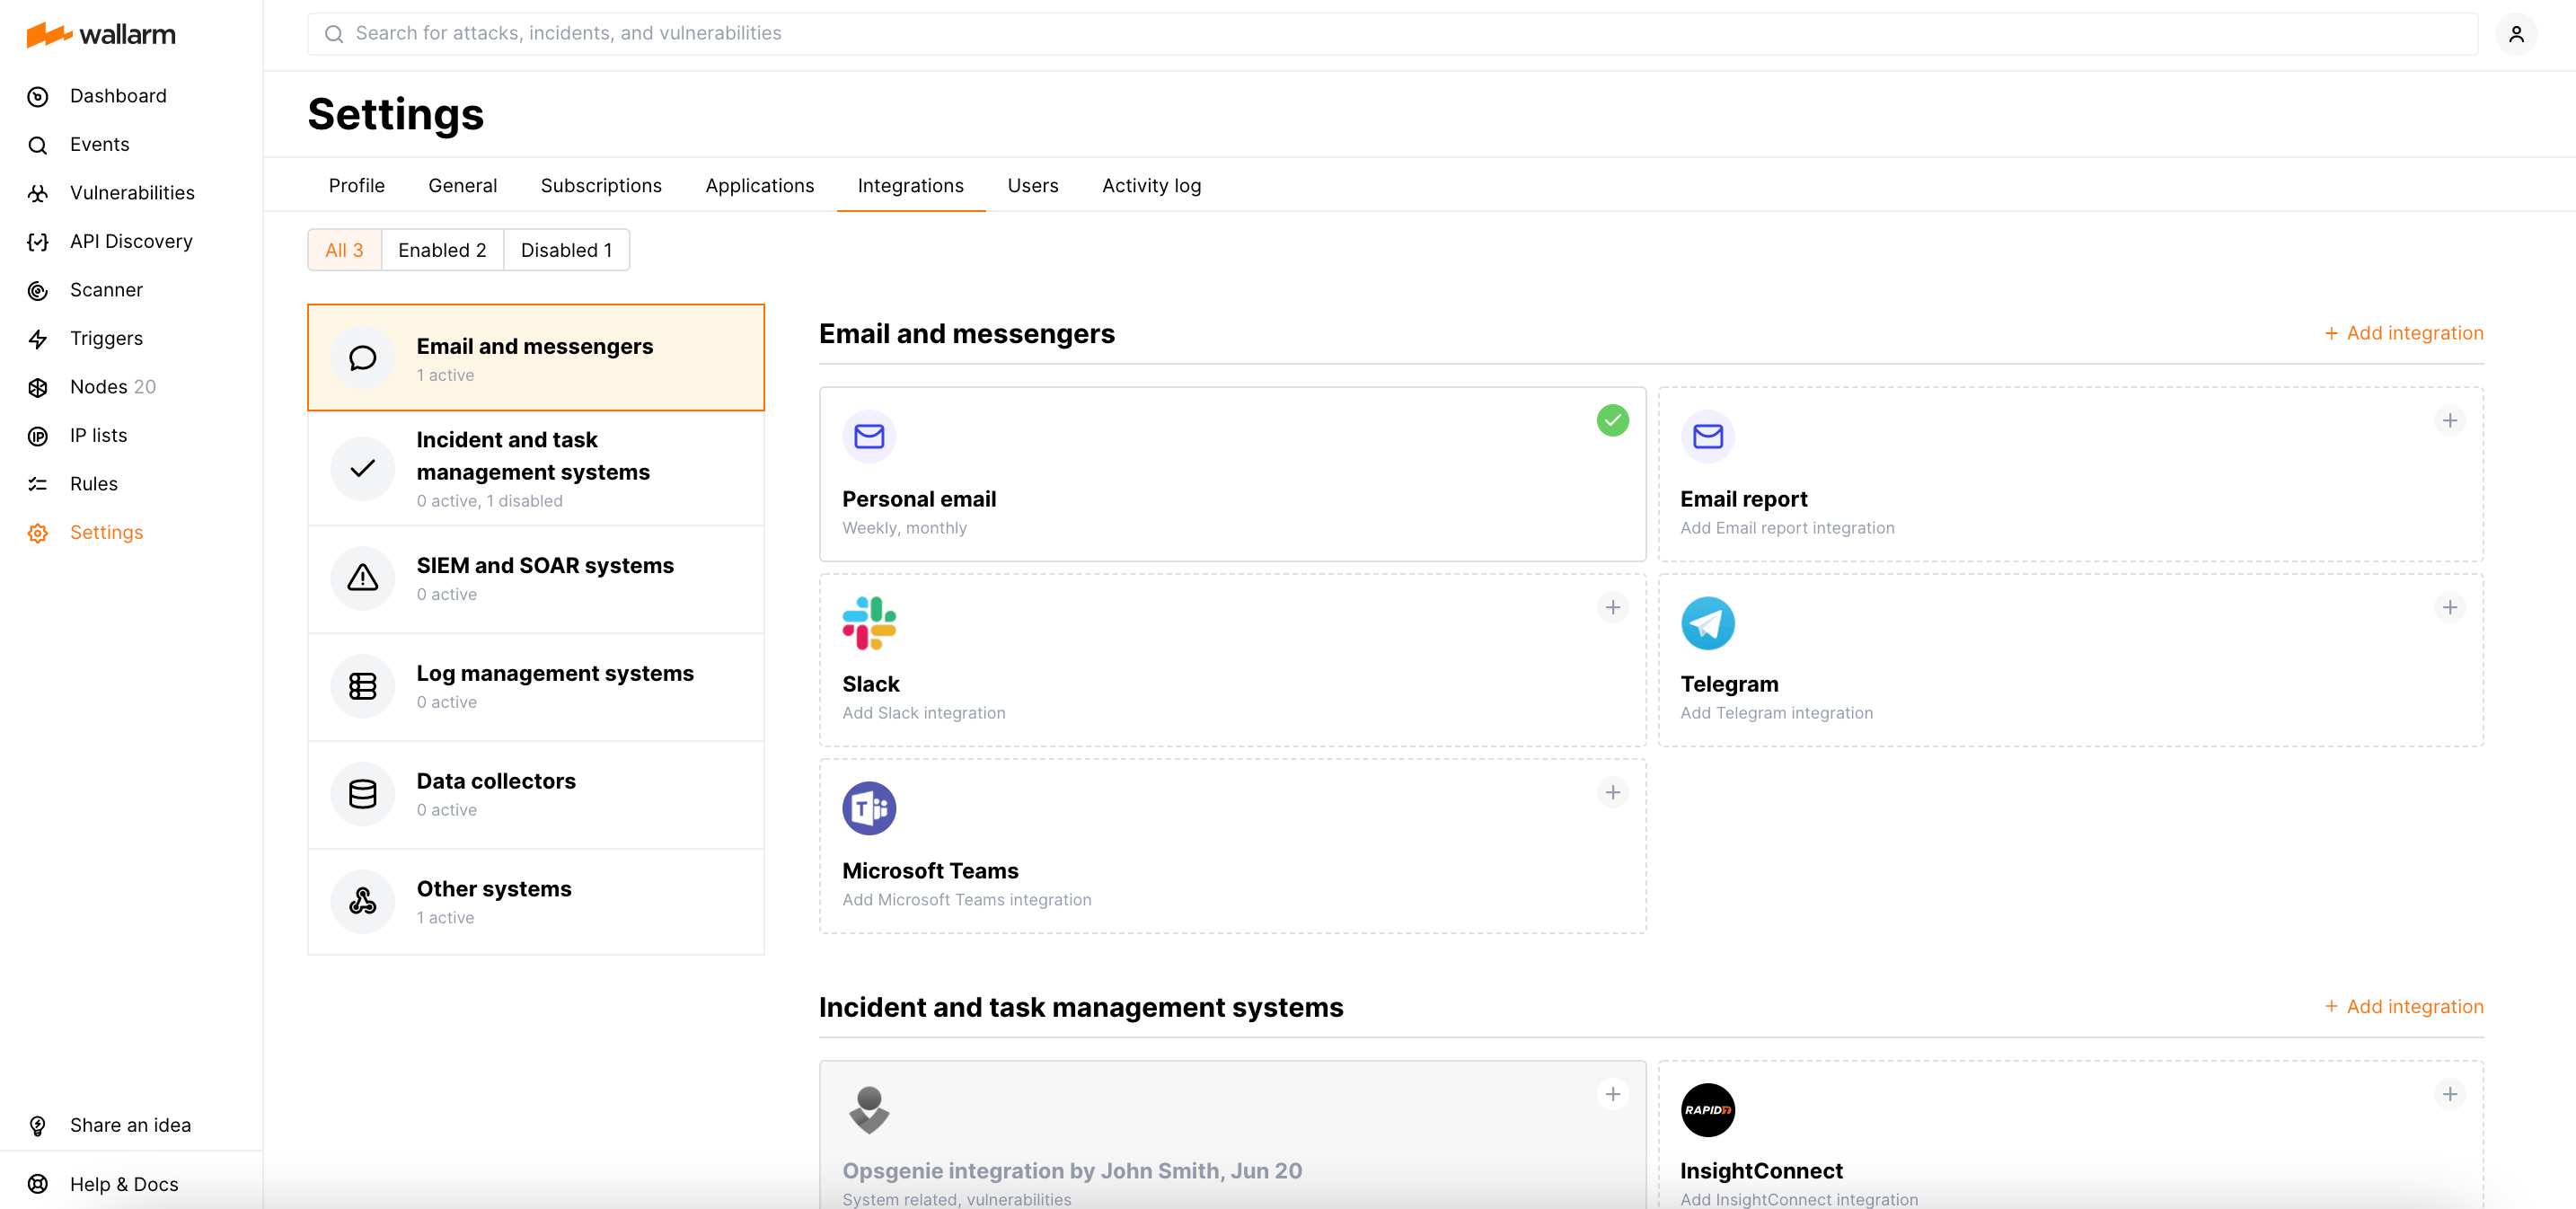 wallarm
Search for attacks, incidents, and vulnerabilities
Dashboard
Events
Vulnerabilities
API Discovery
Scanner
Triggers
Nodes 20
IP lists
Rules
Settings
Share an idea
Help & Docs
Settings
Profile
General
Subscriptions
Applications
Integrations
Users
Activity log
All 3
Enabled 2
Disabled 1
Email and messengers
1 active
Incident and task
management systems
0 active, 1 disabled
SIEM and SOAR systems
0 active
Log management systems
0 active
Data collectors
0 active
Other systems
1 active
Email and messengers
+ Add integration
Personal email
Weekly, monthly
Email report
Add Email report integration
Slack
Add Slack integration
Telegram
Add Telegram integration
Microsoft Teams
Add Microsoft Teams integration
Incident and task management systems
+ Add integration
Opsgenie integration by John Smith, Jun 20
System related, vulnerabilities
RAPID7
InsightConnect
Add InsightConnect integration